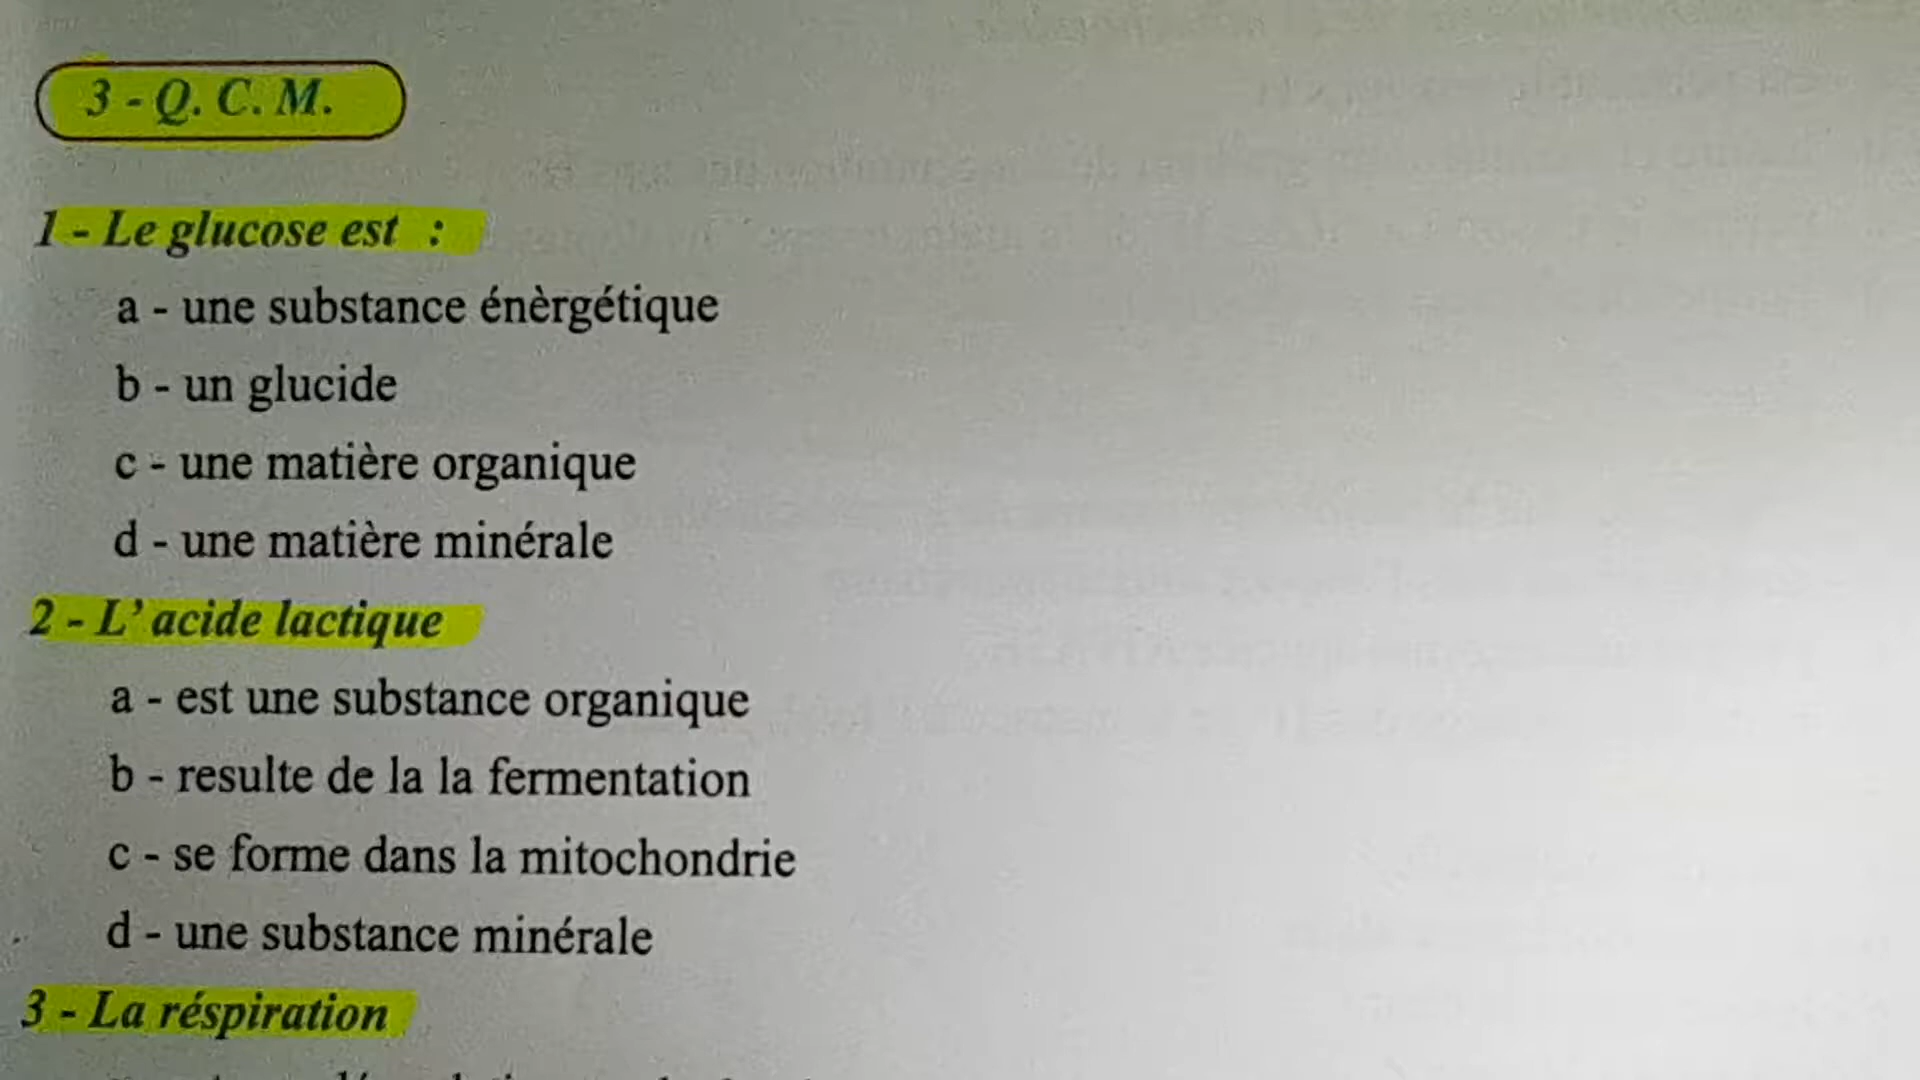 3 - Q. C. M.
1 - Le glucose est :
a - une substance énèrgétique
b - un glucide
c - une matière organique
d - une matière minérale
2 - L' acide lactique
a - est une substance organique
b - resulte de la la fermentation
c - se forme dans la mitochondrie
d - une substance minérale
3 - La réspiration